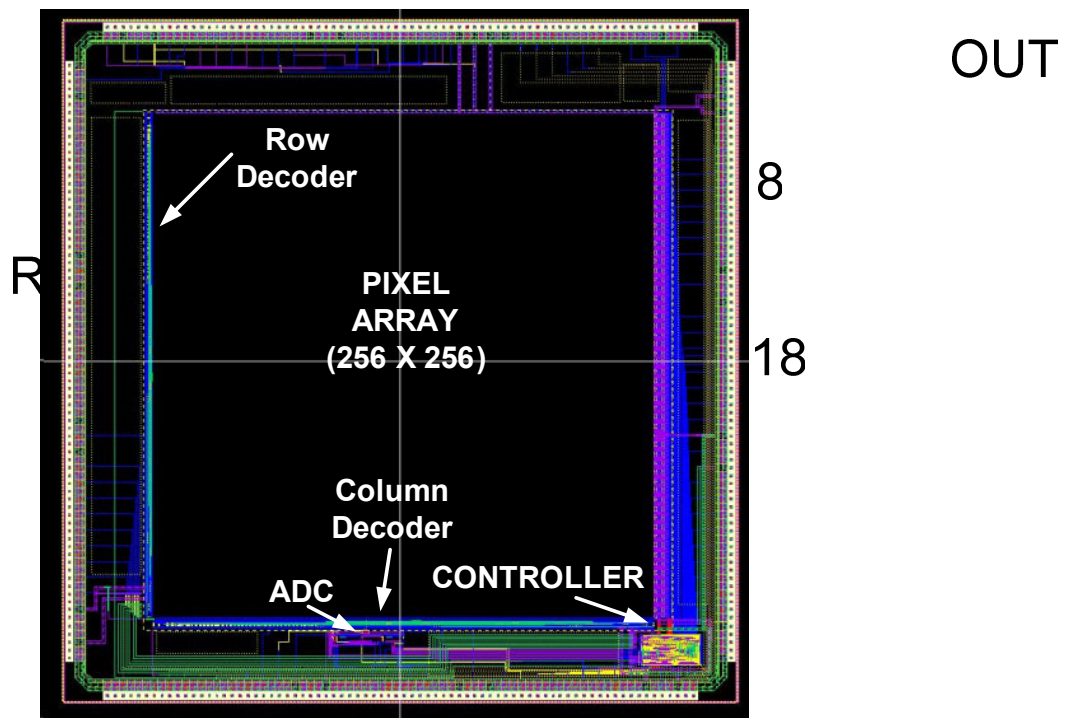 OUT
Row
Decoder
8
R
PIXEL
ARRAY
(256 X 256)
18
Column
Decoder
ADC
CONTROLLER